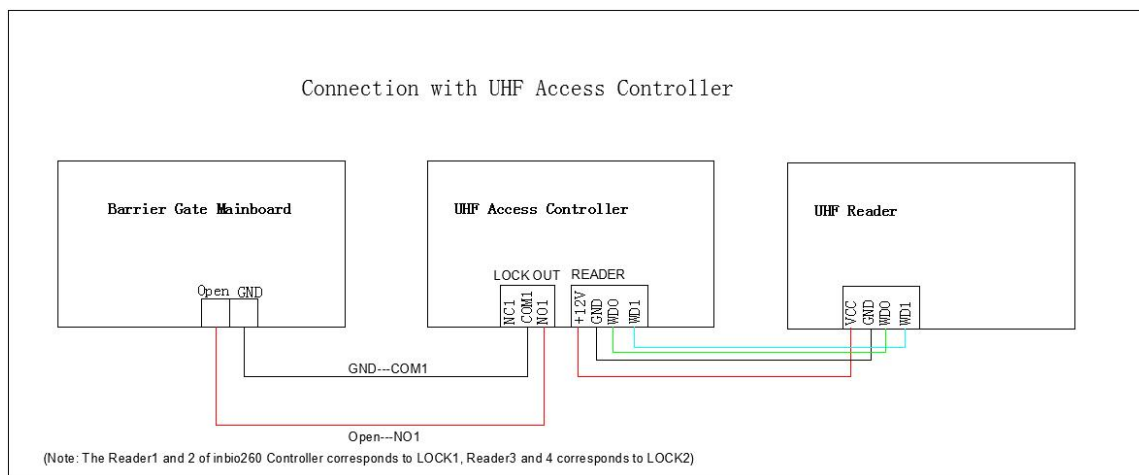 Connection with UHF Access Controller
Barrier Gate Mainboard
UHF Access Controller
UHF Reader
Open GND
LOCK OUT READER
NC1
COM1
NO1
+12V
GND
WD0
WD1
VCC
GND
WD0
WD1
GND---COM1
Open---NO1
(Note: The Reader1 and 2 of inbio260 Controller corresponds to LOCK1, Reader3 and 4 corresponds to LOCK2)